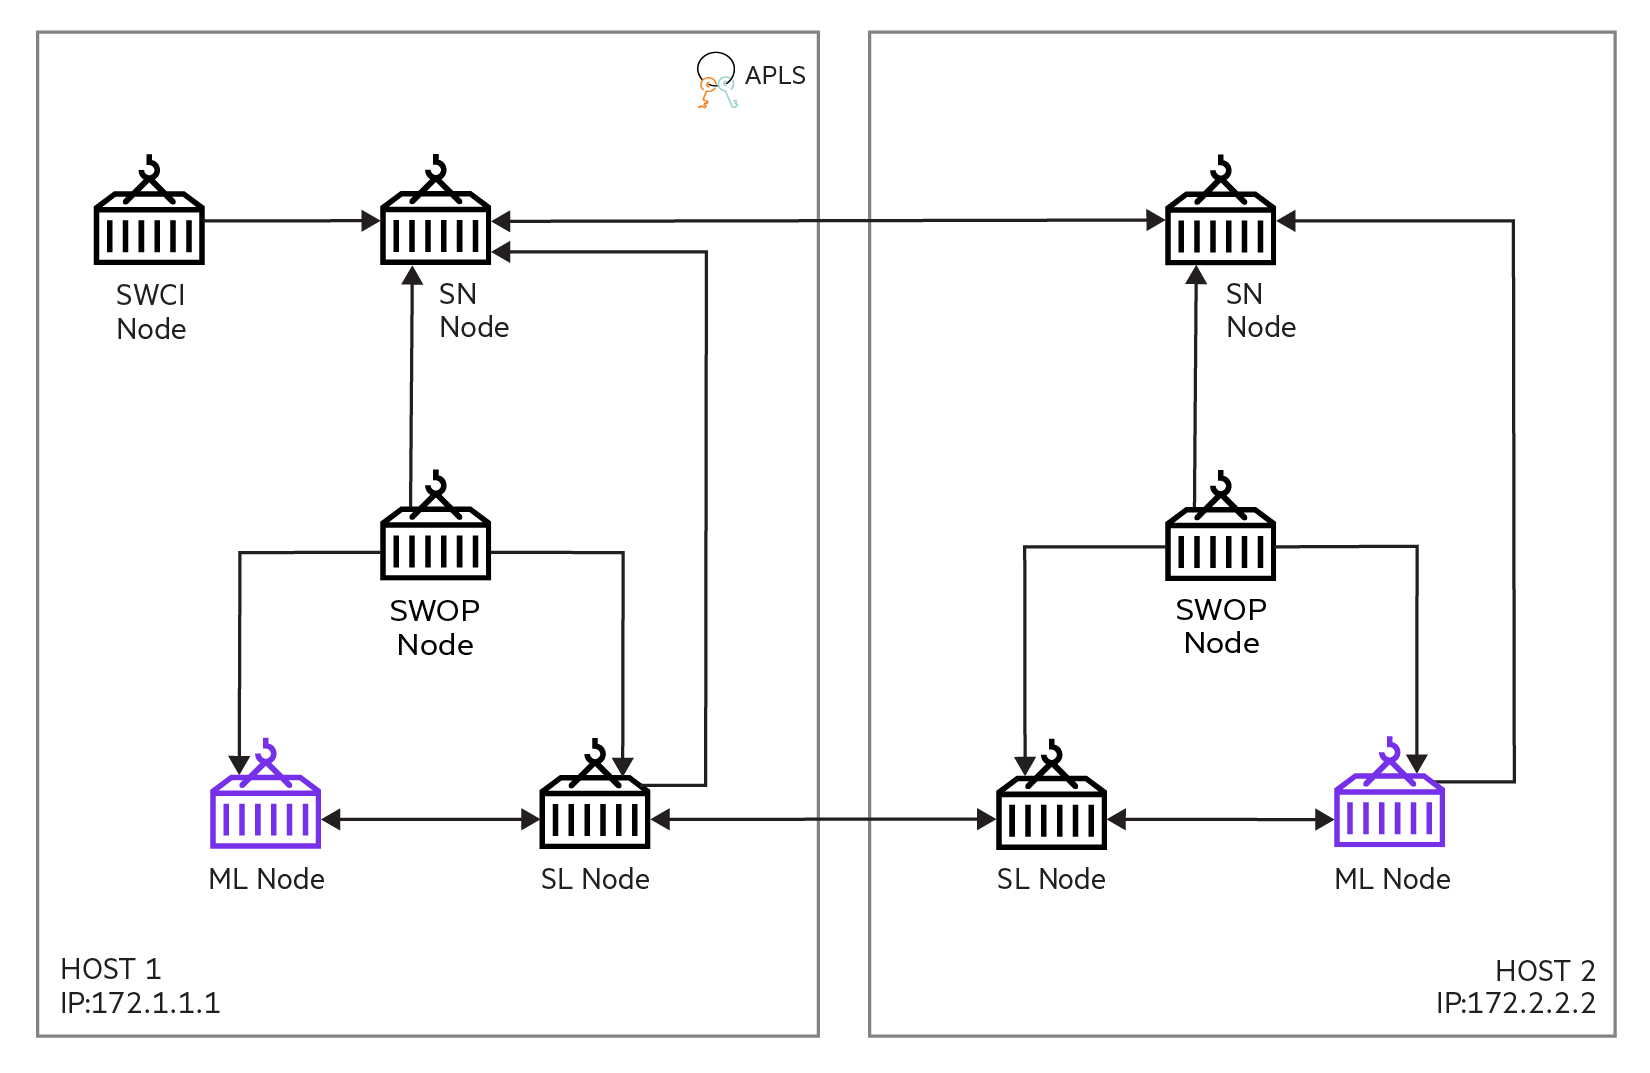 APLS
SWCI
Node
SN
Node
SN
Node
SWOP
Node
SWOP
Node
ML Node
SL Node
SL Node
ML Node
HOST 1
IP:172.1.1.1
HOST 2
IP:172.2.2.2